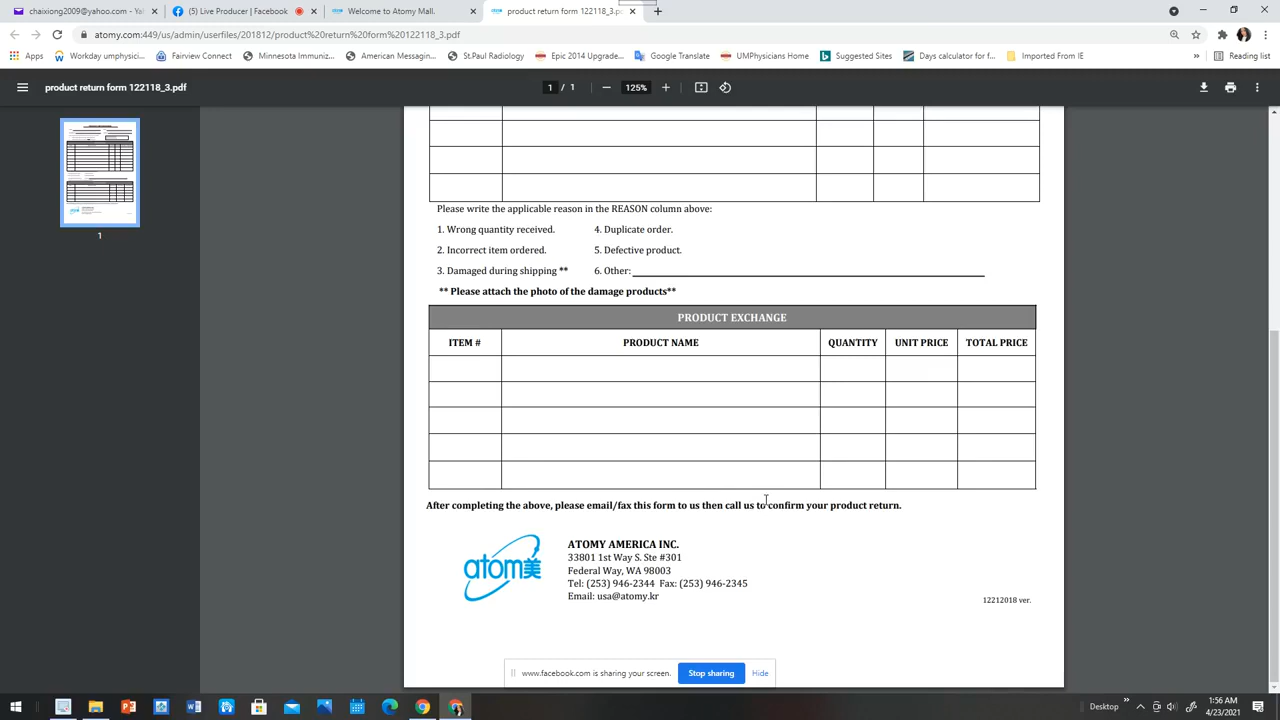 chaixiong2009@yahoo.com - Yal
(5) Live Producer | Facebook
Welcome to Atomy Mall.
product return form 122118_3.p
atomy.com:449/us/admin/userfiles/201812/product%20return%20form%20122118_3.pdf
Apps
Workday umphysici...
Fairview Connect
Minnesota Immuniz...
American Messagin...
St.Paul Radiology
Epic 2014 Upgrade...
Google Translate
UMPhysicians Home
Suggested Sites
Days calculator for f...
Imported From IE
»
Reading list
product return form 122118_3.pdf
1 / 1
125%
1
Please write the applicable reason in the REASON column above:
1. Wrong quantity received. 4. Duplicate order.
2. Incorrect item ordered. 5. Defective product.
3. Damaged during shipping ** 6. Other:
** Please attach the photo of the damage products**
PRODUCT EXCHANGE
ITEM # PRODUCT NAME QUANTITY UNIT PRICE TOTAL PRICE
After completing the above, please email/fax this form to us then call us to confirm your product return.
atom美
ATOMY AMERICA INC.
33801 1st Way S. Ste #301
Federal Way, WA 98003
Tel: (253) 946-2344 Fax: (253) 946-2345
Email: usa@atomy.kr
12212018 ver.
www.facebook.com is sharing your screen.
Stop sharing
Hide
Desktop
»
1:56 AM
4/23/2021